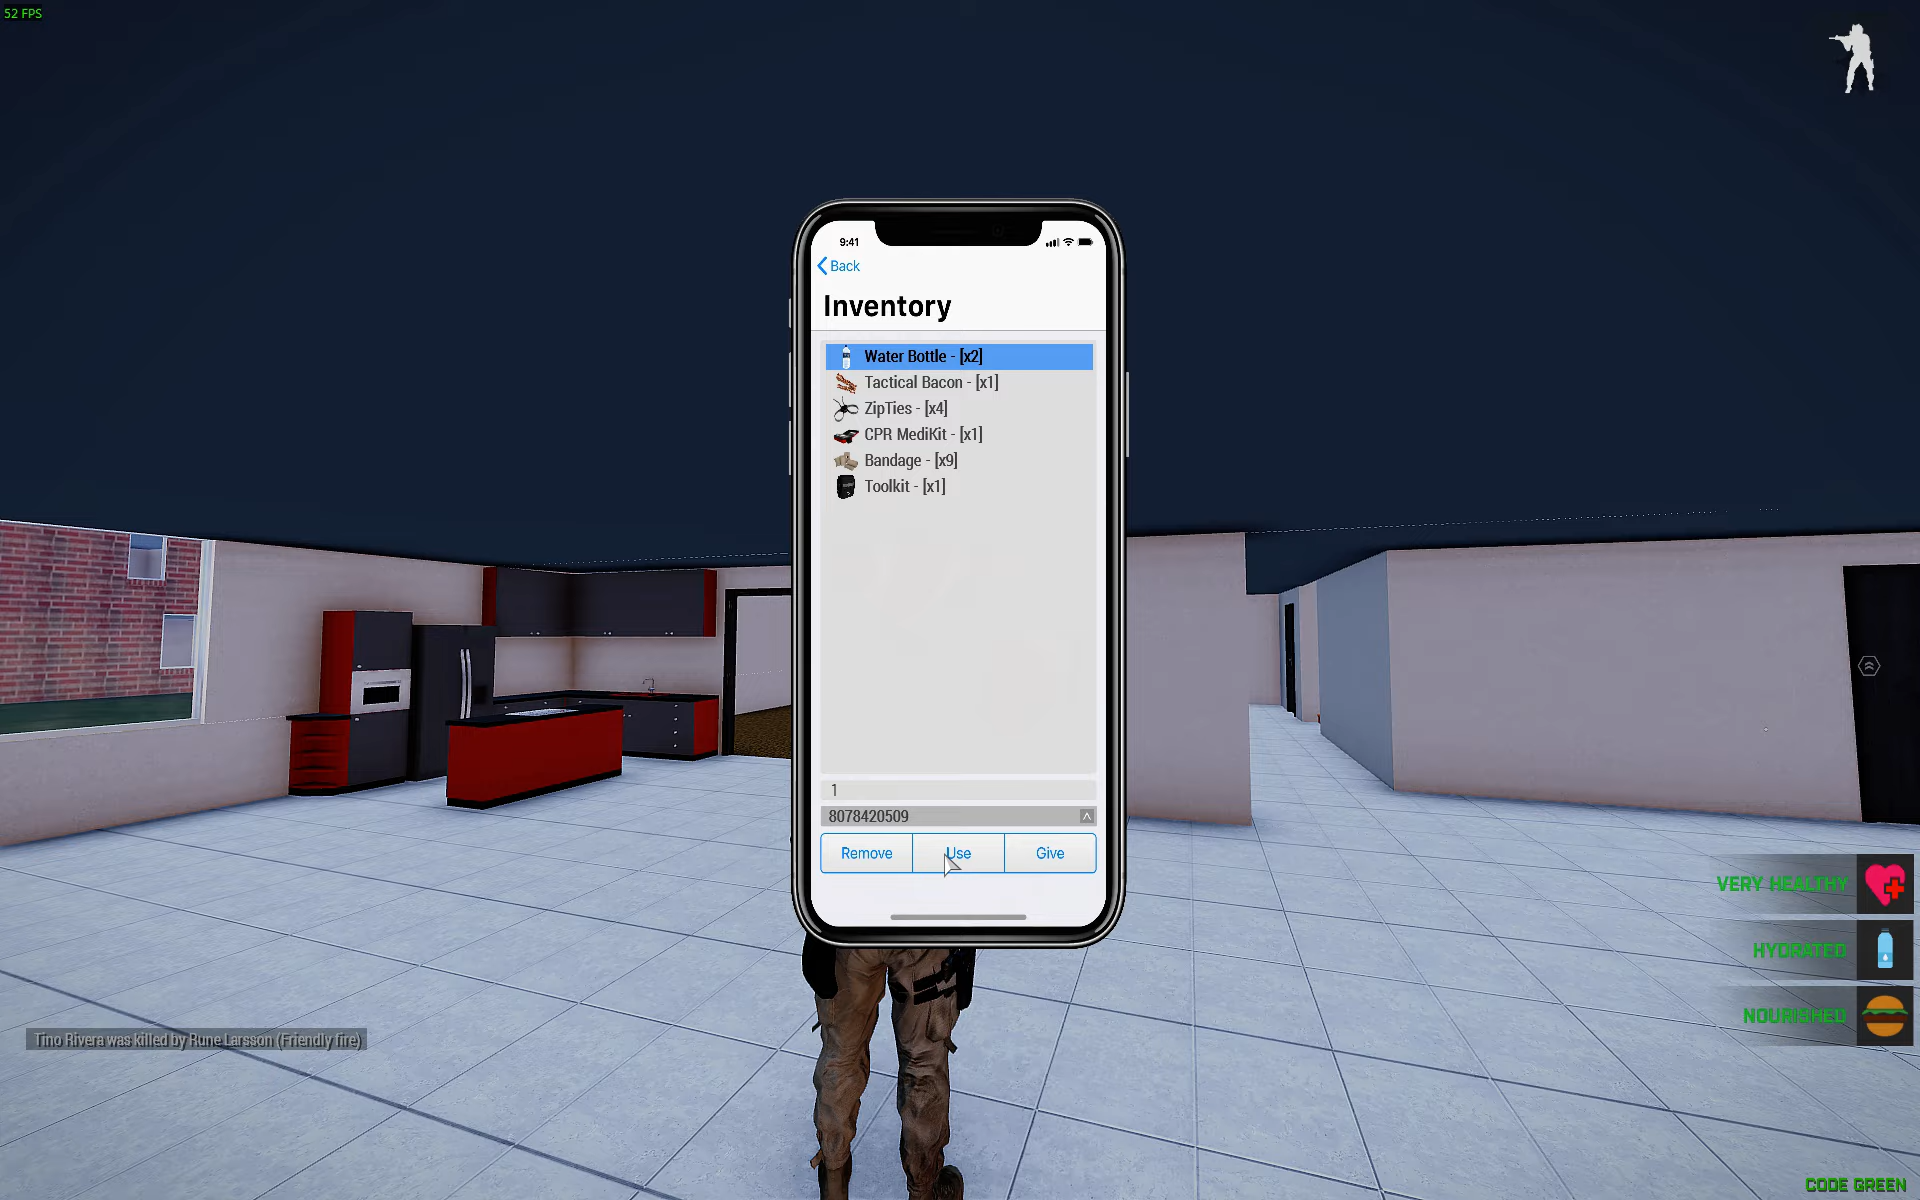 52 FPS
9:41
Back
Inventory
Water Bottle - [x2]
Tactical Bacon - [x1]
ZipTies - [x4]
CPR MediKit - [x1]
Bandage - [x9]
Toolkit - [x1]
1
8078420509
Remove Use Give
VERY HEALTHY
HYDRATED
NOURISHED
Tino Rivera was killed by Rune Larsson (Friendly fire)
CODE GREEN